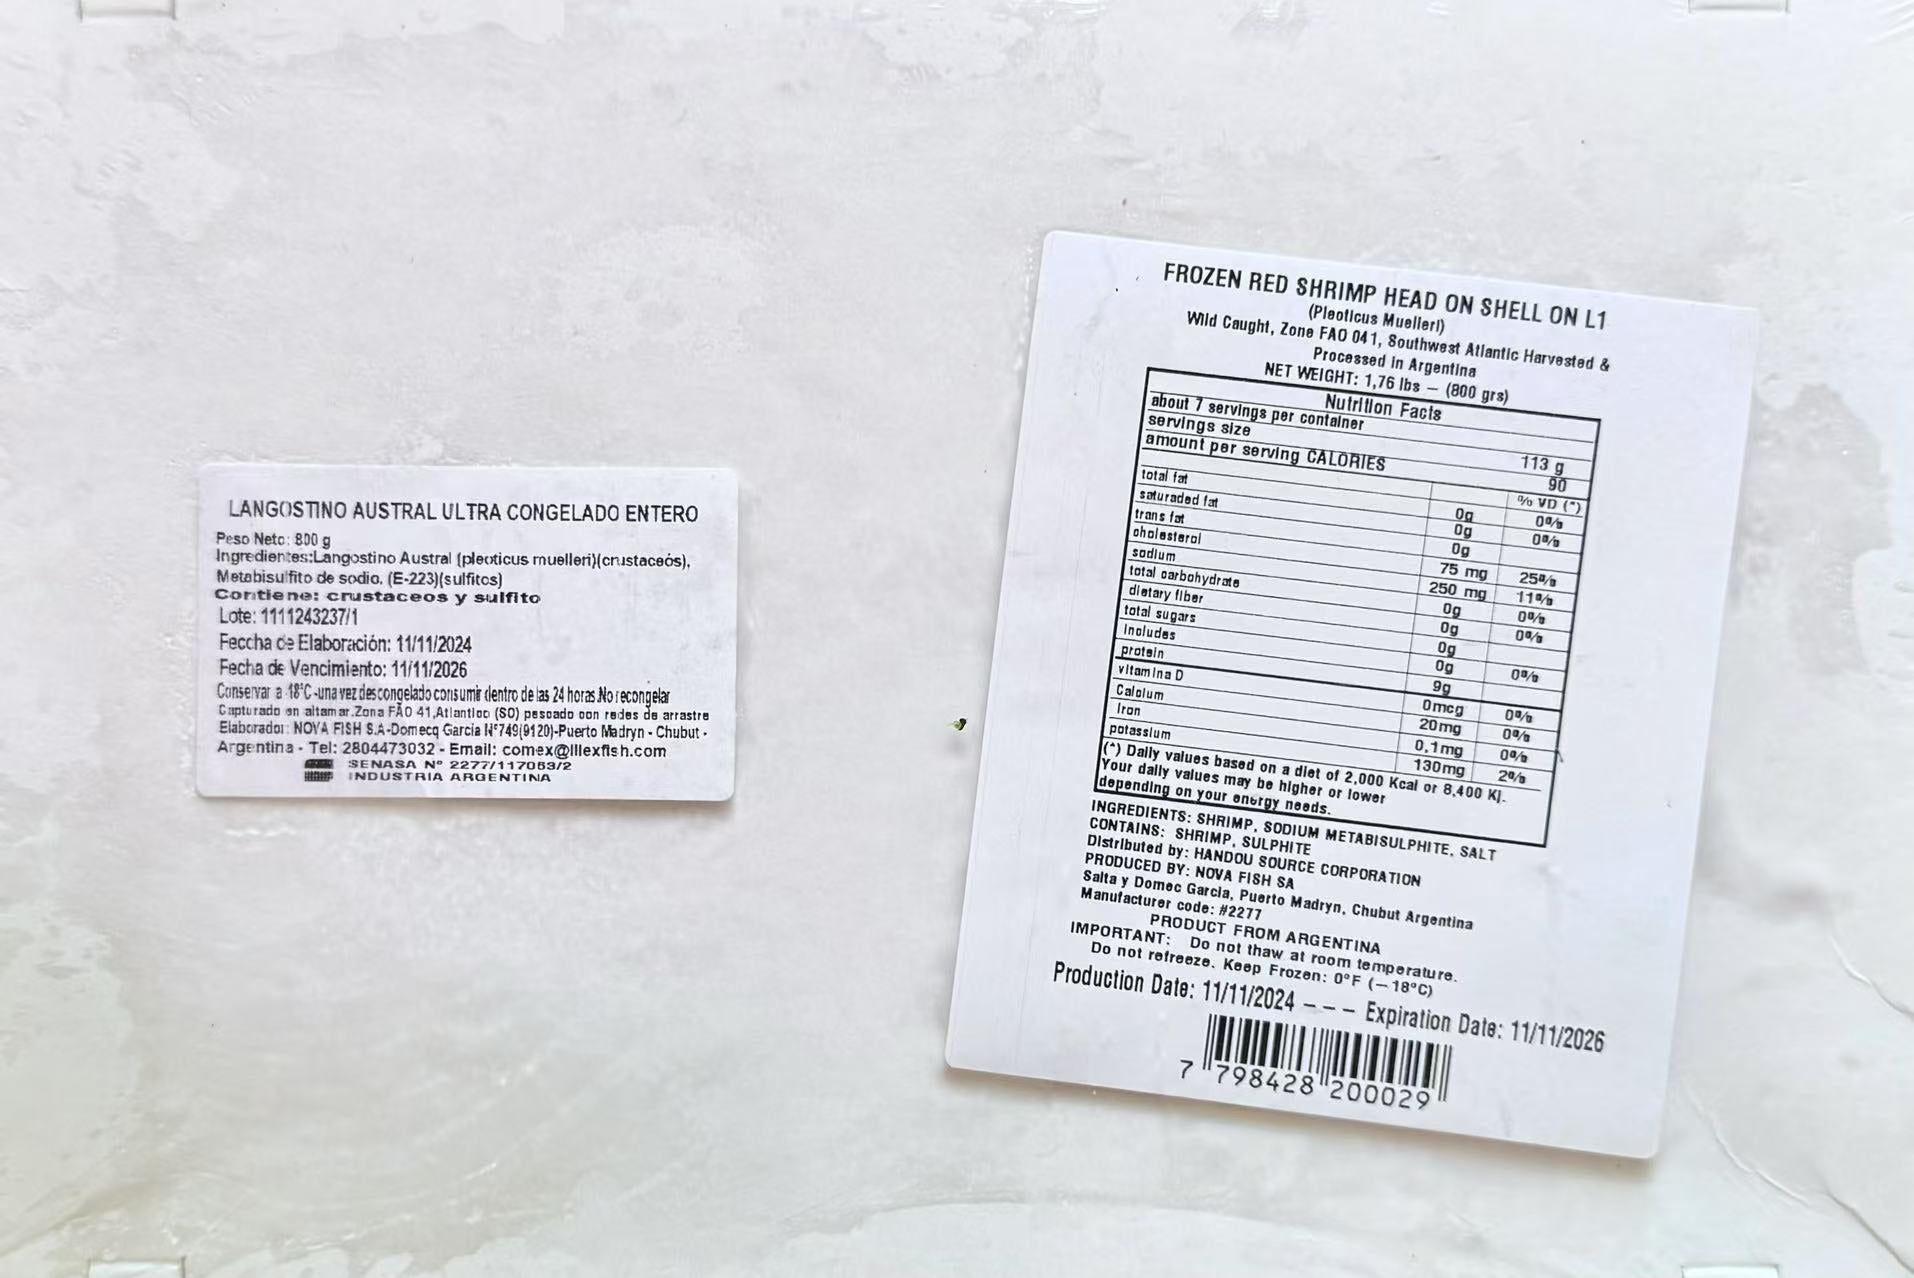 LANGOSTINO AUSTRAL ULTRA CONGELADO ENTERO
Peso Neto: 800 g
Ingredientes:Langostino Austral (pleoticus muelleri)(crustaceós),
Metabisulfito de sodio. (E-223)(sulfitos)
Contiene: crustaceos y sulfito
Lote: 1111243237/1
Feccha de Elaboración: 11/11/2024
Fecha de Vencimiento: 11/11/2026
Conservar a -18°C -una vez descongelado consumir dentro de las 24 horas.No recongelar
Capturado en altamar.Zona FAO 41,Atlantico (SO) pescado con redes de arrastre
Elaborador: NOVA FISH S.A-Domecq García N°749(9120)-Puerto Madryn - Chubut -
Argentina - Tel: 2804473032 - Email: comex@illexfish.com
SENASA N° 2277/117063/2
INDUSTRIA ARGENTINA
FROZEN RED SHRIMP HEAD ON SHELL ON L1
(Pleoticus Muelleri)
Wild Caught, Zone FAO 041, Southwest Atlantic Harvested &
Processed in Argentina
NET WEIGHT: 1,76 lbs – (800 grs)
Nutrition Facts
about 7 servings per container
servings size 113 g
amount per serving CALORIES 90
% VD (*)
total fat 0g 0%
saturaded fat 0g 0%
trans fat 0g
cholesterol 75 mg 25%
sodium 250 mg 11%
total carbohydrate 0g 0%
dietary fiber 0g 0%
total sugars 0g
Includes 0g 0%
protein 9g
vitamina D 0mcg 0%
Calcium 20mg 0%
Iron 0,1mg 0%
potassium 130mg 2%
(*) Daily values based on a diet of 2,000 Kcal or 8,400 Kj.
Your daily values may be higher or lower
depending on your energy needs.
INGREDIENTS: SHRIMP, SODIUM METABISULPHITE, SALT
CONTAINS: SHRIMP, SULPHITE
Distributed by: HANDOU SOURCE CORPORATION
PRODUCED BY: NOVA FISH SA
Salta y Domec Garcia, Puerto Madryn, Chubut Argentina
Manufacturer code: #2277
PRODUCT FROM ARGENTINA
IMPORTANT: Do not thaw at room temperature.
Do not refreeze. Keep Frozen: 0°F (–18°C)
Production Date: 11/11/2024 – – – Expiration Date: 11/11/2026
7 798428 200029